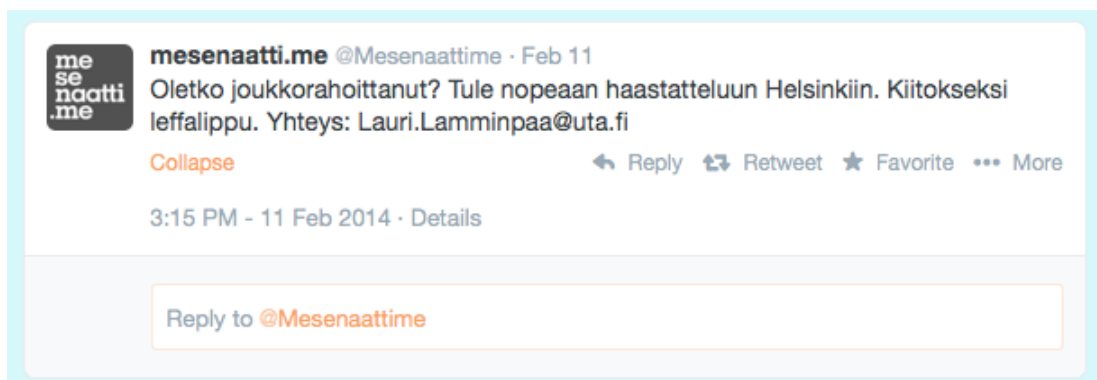 me
se
naatti
.me
mesenaatti.me @Mesenaattime · Feb 11
Oletko joukkorahoittanut? Tule nopeaan haastatteluun Helsinkiin. Kiitokseksi
leffalippu. Yhteys: Lauri.Lamminpaa@uta.fi
Collapse Reply Retweet Favorite More
3:15 PM - 11 Feb 2014 · Details
Reply to @Mesenaattime